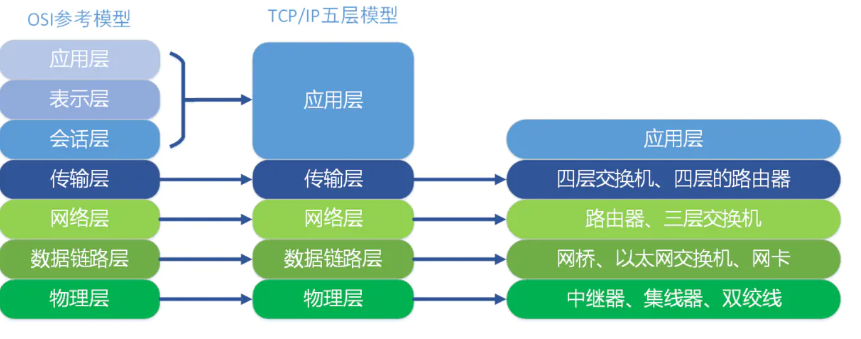 OSI参考模型
TCP/IP五层模型
应用层
表示层
会话层
应用层
应用层
传输层
传输层
四层交换机、四层的路由器
网络层
网络层
路由器、三层交换机
数据链路层
数据链路层
网桥、以太网交换机、网卡
物理层
物理层
中继器、集线器、双绞线